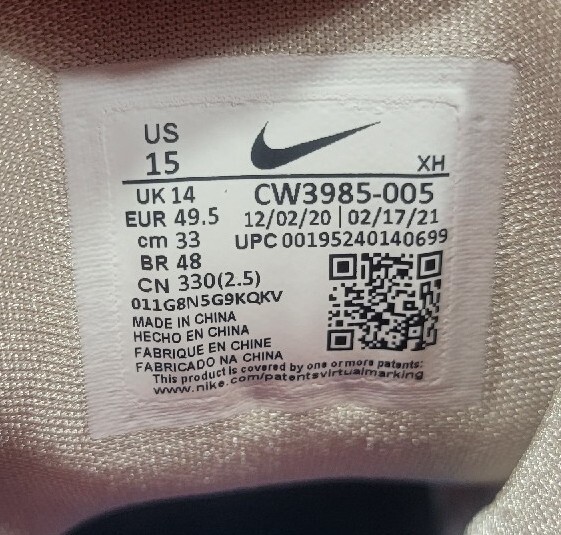 US
15
XH
UK 14
CW3985-005
EUR 49.5
12/02/20 | 02/17/21
cm 33
UPC 00195240140699
BR 48
CN 330(2.5)
011G8N5G9KQKV
MADE IN CHINA
HECHO EN CHINA
FABRIQUE EN CHINE
FABRICADO NA CHINA
This product is covered by one or more patents:
www.nike.com/patentsvirtualmarking